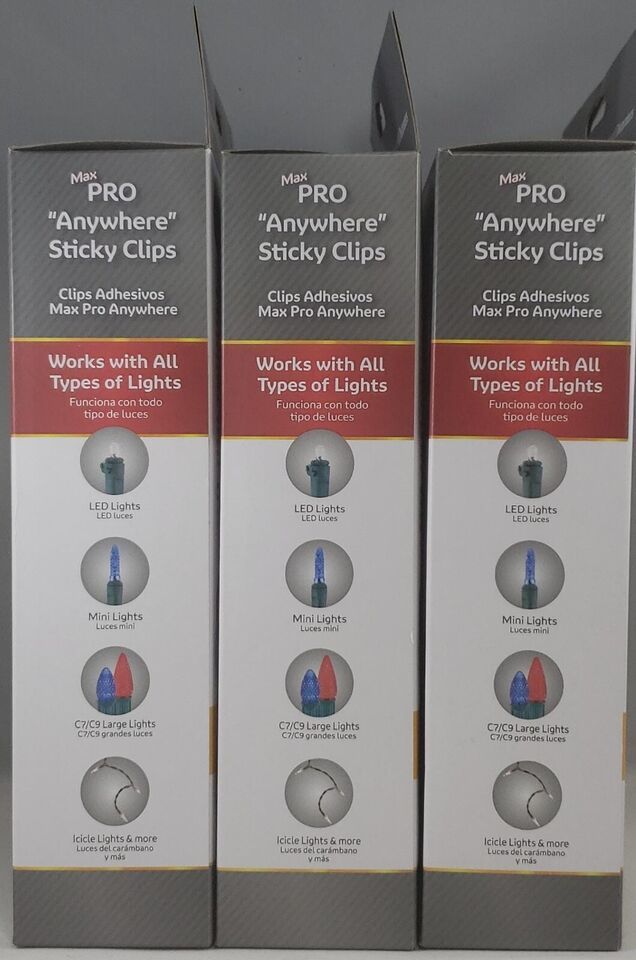 Max
PRO
"Anywhere"
Sticky Clips
Clips Adhesivos
Max Pro Anywhere
Works with All
Types of Lights
Funciona con todo
tipo de luces
LED Lights
LED luces
Mini Lights
Luces mini
C7/C9 Large Lights
C7/C9 grandes luces
Icicle Lights & more
Luces del carámbano
y más
Max
PRO
"Anywhere"
Sticky Clips
Clips Adhesivos
Max Pro Anywhere
Works with All
Types of Lights
Funciona con todo
tipo de luces
LED Lights
LED luces
Mini Lights
Luces mini
C7/C9 Large Lights
C7/C9 grandes luces
Icicle Lights & more
Luces del carámbano
y más
Max
PRO
"Anywhere"
Sticky Clips
Clips Adhesivos
Max Pro Anywhere
Works with All
Types of Lights
Funciona con todo
tipo de luces
LED Lights
LED luces
Mini Lights
Luces mini
C7/C9 Large Lights
C7/C9 grandes luces
Icicle Lights & more
Luces del carámbano
y más